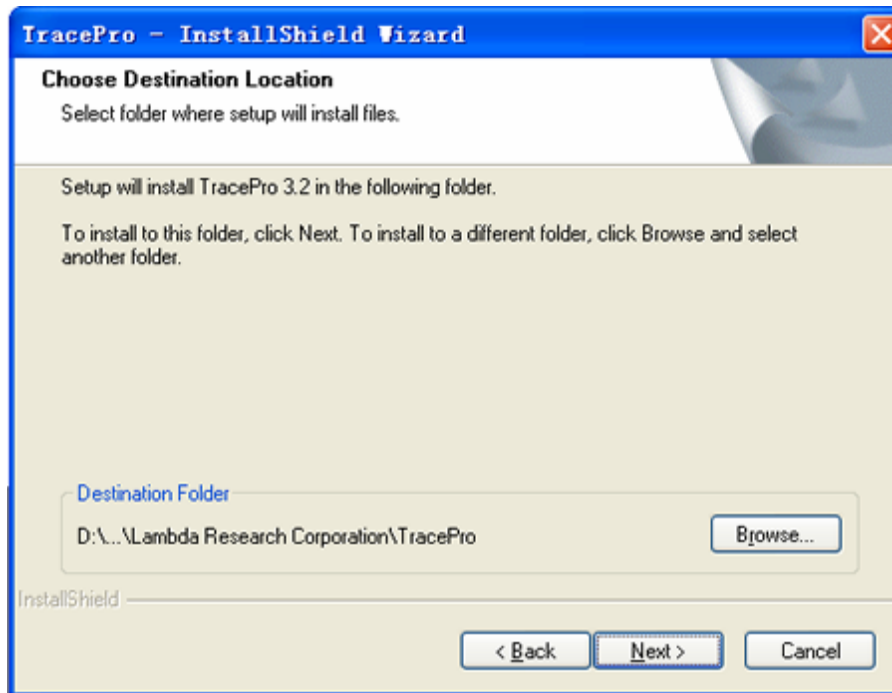 TracePro - InstallShield Wizard
Choose Destination Location
Select folder where setup will install files.
Setup will install TracePro 3.2 in the following folder.
To install to this folder, click Next. To install to a different folder, click Browse and select
another folder.
Destination Folder
D:\...\Lambda Research Corporation\TracePro
Browse...
InstallShield
< Back
Next >
Cancel